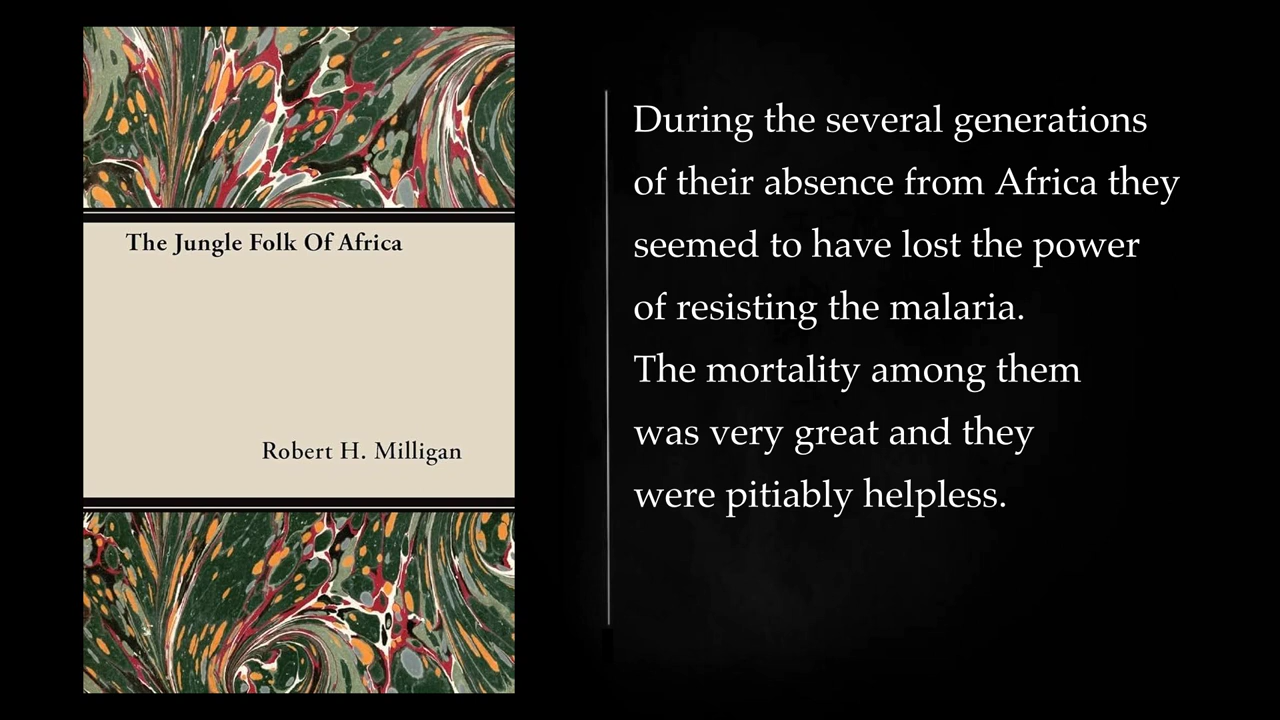 The Jungle Folk Of Africa
Robert H. Milligan
During the several generations
of their absence from Africa they
seemed to have lost the power
of resisting the malaria.
The mortality among them
was very great and they
were pitiably helpless.